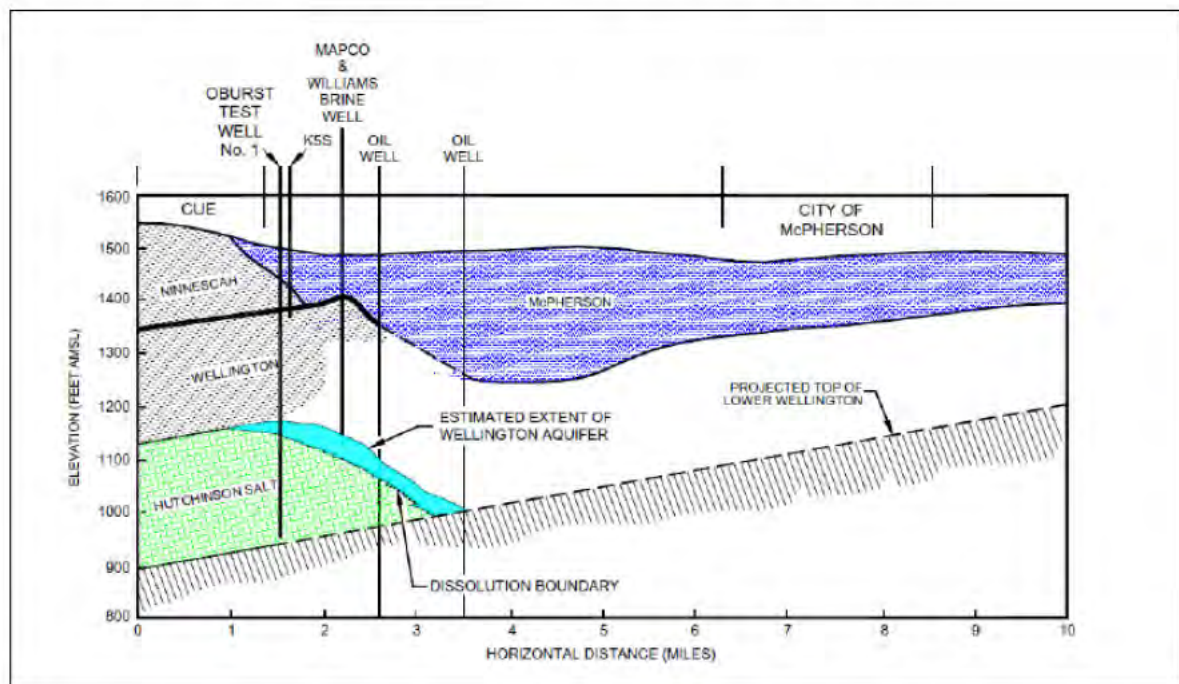 MAPCO
&
WILLIAMS
BRINE
WELL
OBURST
TEST
WELL
No. 1
K5S
OIL
WELL
OIL
WELL
1600
1500
1400
1300
1200
1100
1000
900
800
ELEVATION (FEET AMSL)
CUE
CITY OF
McPHERSON
NINNESCAH
McPHERSON
WELLINGTON
PROJECTED TOP OF
LOWER WELLINGTON
ESTIMATED EXTENT OF
WELLINGTON AQUIFER
HUTCHINSON SALT
DISSOLUTION BOUNDARY
0 1 2 3 4 5 6 7 8 9 10
HORIZONTAL DISTANCE (MILES)